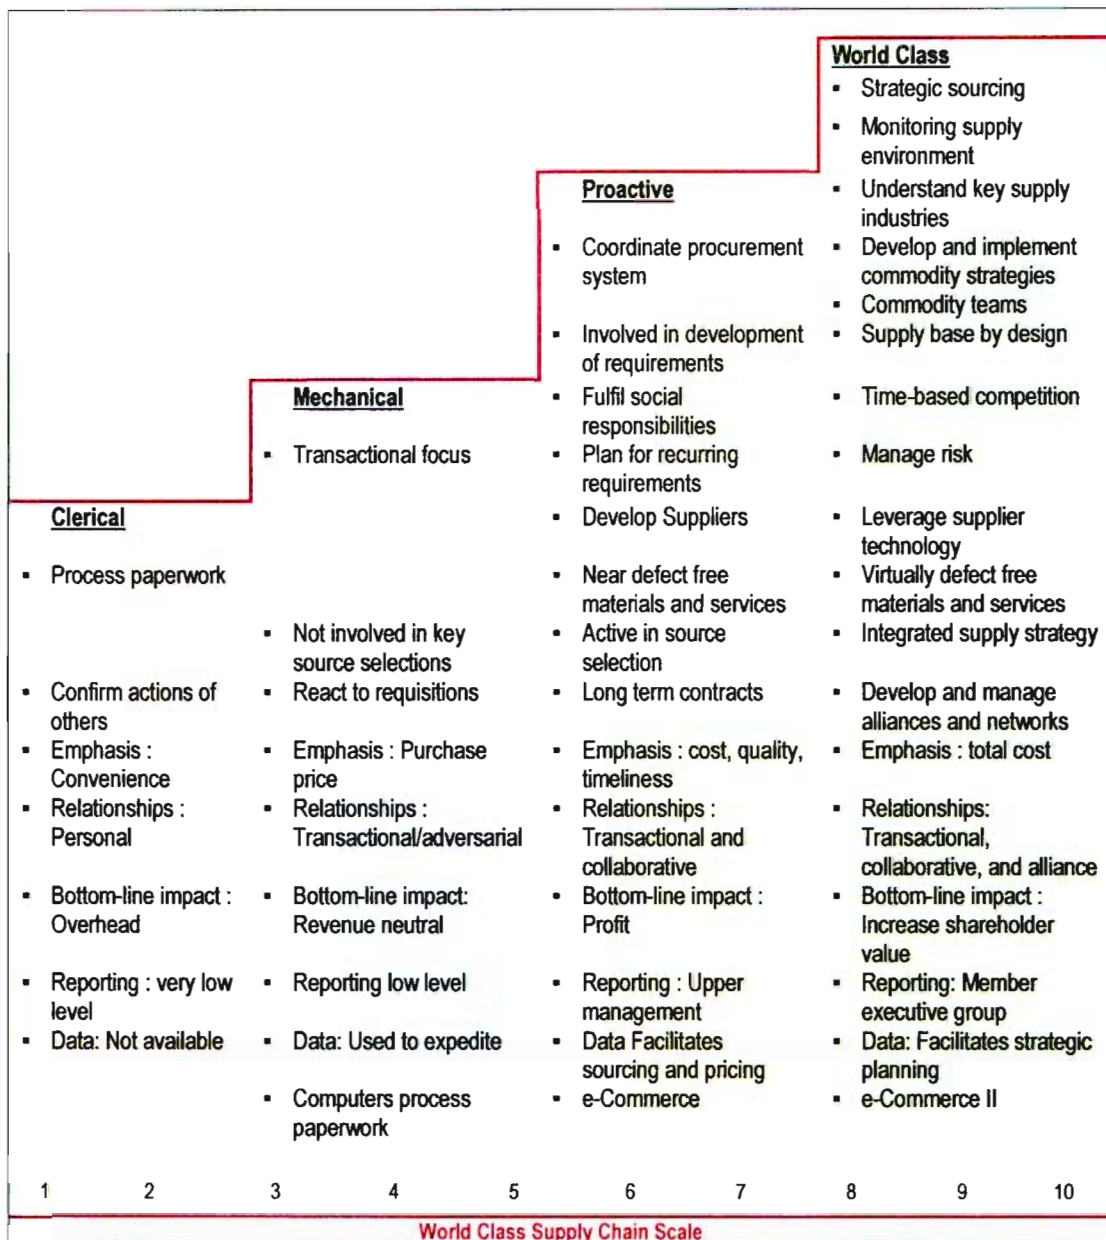 World Class
▪ Strategic sourcing
▪ Monitoring supply
environment
▪ Understand key supply
industries
▪ Develop and implement
commodity strategies
▪ Commodity teams
▪ Supply base by design
▪ Time-based competition
▪ Manage risk
▪ Leverage supplier
technology
▪ Virtually defect free
materials and services
▪ Integrated supply strategy
▪ Develop and manage
alliances and networks
▪ Emphasis : total cost
▪ Relationships:
Transactional,
collaborative, and alliance
▪ Bottom-line impact :
Increase shareholder
value
▪ Reporting: Member
executive group
▪ Data: Facilitates strategic
planning
▪ e-Commerce II
Proactive
▪ Coordinate procurement
system
▪ Involved in development
of requirements
▪ Fulfil social
responsibilities
▪ Plan for recurring
requirements
▪ Develop Suppliers
▪ Near defect free
materials and services
▪ Active in source
selection
▪ Long term contracts
▪ Emphasis : cost, quality,
timeliness
▪ Relationships :
Transactional and
collaborative
▪ Bottom-line impact :
Profit
▪ Reporting : Upper
management
▪ Data Facilitates
sourcing and pricing
▪ e-Commerce
Mechanical
▪ Transactional focus
▪ Not involved in key
source selections
▪ React to requisitions
▪ Emphasis : Purchase
price
▪ Relationships :
Transactional/adversarial
▪ Bottom-line impact:
Revenue neutral
▪ Reporting low level
▪ Data: Used to expedite
▪ Computers process
paperwork
Clerical
▪ Process paperwork
▪ Confirm actions of
others
▪ Emphasis :
Convenience
▪ Relationships :
Personal
▪ Bottom-line impact :
Overhead
▪ Reporting : very low
level
▪ Data: Not available
1 2 3 4 5 6 7 8 9 10
World Class Supply Chain Scale